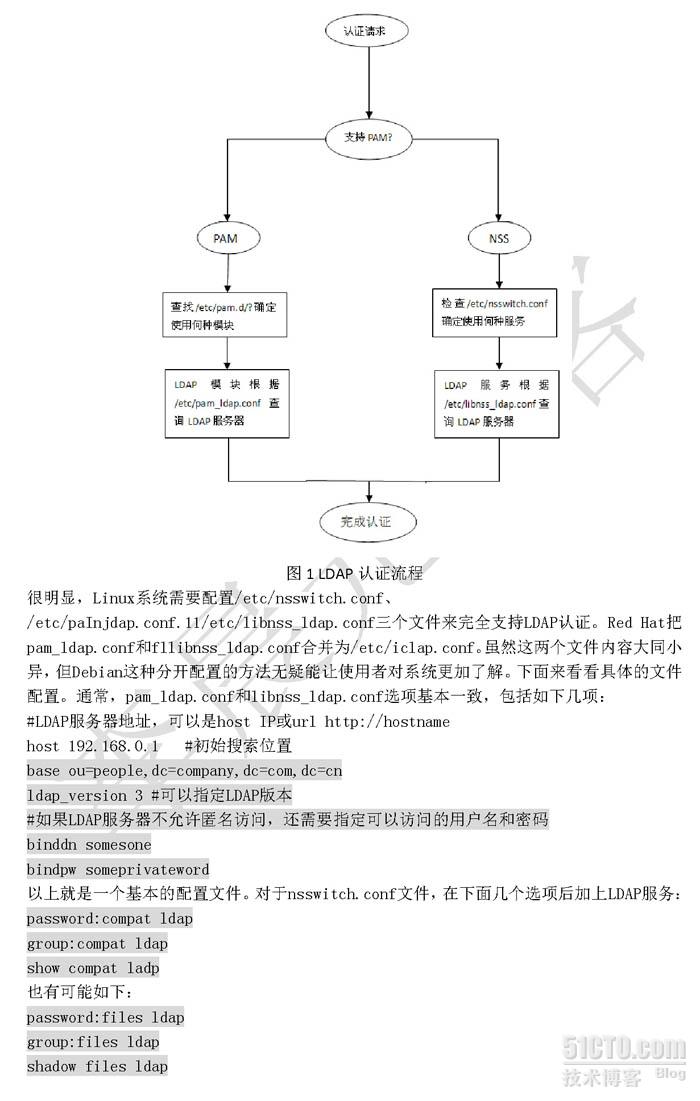 认证请求
支持 PAM?
PAM
NSS
查找 /etc/pam.d/?确定
使用何种模块
检查 /etc/nsswitch.conf
确定使用何种服务
LDAP 模块根据
/etc/pam_ldap.conf 查
询 LDAP 服务器
LDAP 服务根据
/etc/libnss_ldap.conf 查
询 LDAP 服务器
完成认证
图 1 LDAP 认证流程
很明显，Linux系统需要配置/etc/nsswitch.conf、
/etc/paInjdap.conf.11/etc/libnss_ldap.conf三个文件来完全支持LDAP认证。Red Hat把
pam_ldap.conf和fllibnss_ldap.conf合并为/etc/iclap.conf。虽然这两个文件内容大同小
异，但Debian这种分开配置的方法无疑能让使用者对系统更加了解。下面来看看具体的文件
配置。通常，pam_ldap.conf和libnss_ldap.conf选项基本一致，包括如下几项：
#LDAP服务器地址，可以是host IP或url http://hostname
host 192.168.0.1 #初始搜索位置
base ou=people,dc=company,dc=com,dc=cn
ldap_version 3 #可以指定LDAP版本
#如果LDAP服务器不允许匿名访问，还需要指定可以访问的用户名和密码
binddn somesone
bindpw someprivateword
以上就是一个基本的配置文件。对于nsswitch.conf文件，在下面几个选项后加上LDAP服务：
password:compat ldap
group:compat ldap
show compat ladp
也有可能如下：
password:files ldap
group:files ldap
shadow files ldap
51CTO.com
技术博客 Blog